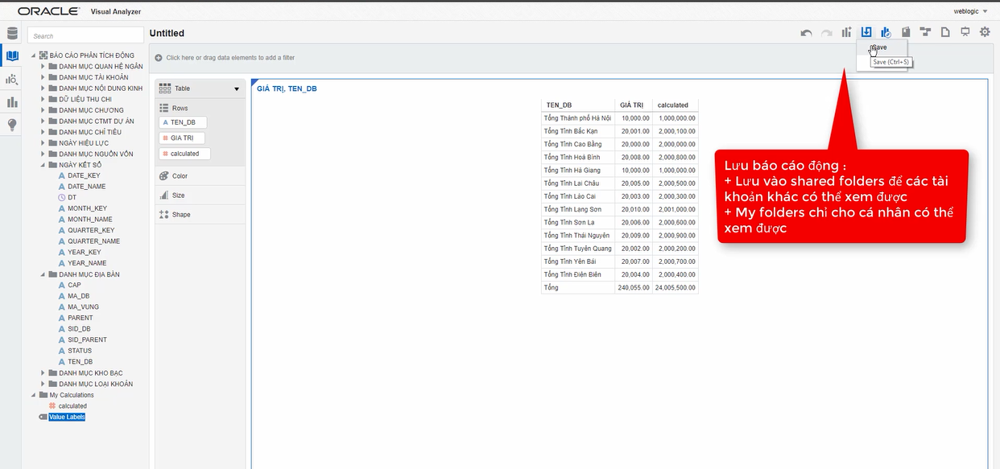 ORACLE Visual Analyzer
weblogic
Search
Untitled
Save
Save (Ctrl+S)
Click here or drag data elements to add a filter
BÁO CÁO PHÂN TÍCH ĐỘNG
DANH MỤC QUAN HỆ NGÂN
DANH MỤC TÀI KHOẢN
DANH MỤC NỘI DUNG KINH
DỮ LIỆU THU CHI
DANH MỤC CHƯƠNG
DANH MỤC CTMT DỰ ÁN
DANH MỤC CHỈ TIÊU
NGÀY HIỆU LỰC
DANH MỤC NGUỒN VỐN
NGÀY KẾT SỔ
DATE_KEY
DATE_NAME
DT
MONTH_KEY
MONTH_NAME
QUARTER_KEY
QUARTER_NAME
YEAR_KEY
YEAR_NAME
DANH MỤC ĐỊA BÀN
CAP
MA_DB
MA_VUNG
PARENT
SID_DB
SID_PARENT
STATUS
TEN_DB
DANH MỤC KHO BẠC
DANH MỤC LOẠI KHOẢN
My Calculations
calculated
Value Labels
Table
Rows
TEN_DB
GIÁ TRỊ
calculated
Color
Size
Shape
GIÁ TRỊ, TEN_DB
TEN_DB GIÁ TRỊ calculated
Tổng Thành phố Hà Nội 10,000.00 1,000,000.00
Tổng Tỉnh Bắc Kạn 20,001.00 2,000,100.00
Tổng Tỉnh Cao Bằng 20,000.00 2,000,000.00
Tổng Tỉnh Hoà Bình 20,008.00 2,000,800.00
Tổng Tỉnh Hà Giang 10,000.00 1,000,000.00
Tổng Tỉnh Lai Châu 20,005.00 2,000,500.00
Tổng Tỉnh Lào Cai 20,003.00 2,000,300.00
Tổng Tỉnh Lạng Sơn 20,010.00 2,001,000.00
Tổng Tỉnh Sơn La 20,006.00 2,000,600.00
Tổng Tỉnh Thái Nguyên 20,009.00 2,000,900.00
Tổng Tỉnh Tuyên Quang 20,002.00 2,000,200.00
Tổng Tỉnh Yên Bái 20,007.00 2,000,700.00
Tổng Tỉnh Điện Biên 20,004.00 2,000,400.00
Tổng 240,055.00 24,005,500.00
Lưu báo cáo động :
+ Lưu vào shared folders để các tài
khoản khác có thể xem được
+ My folders chỉ cho cá nhân có thể
xem được